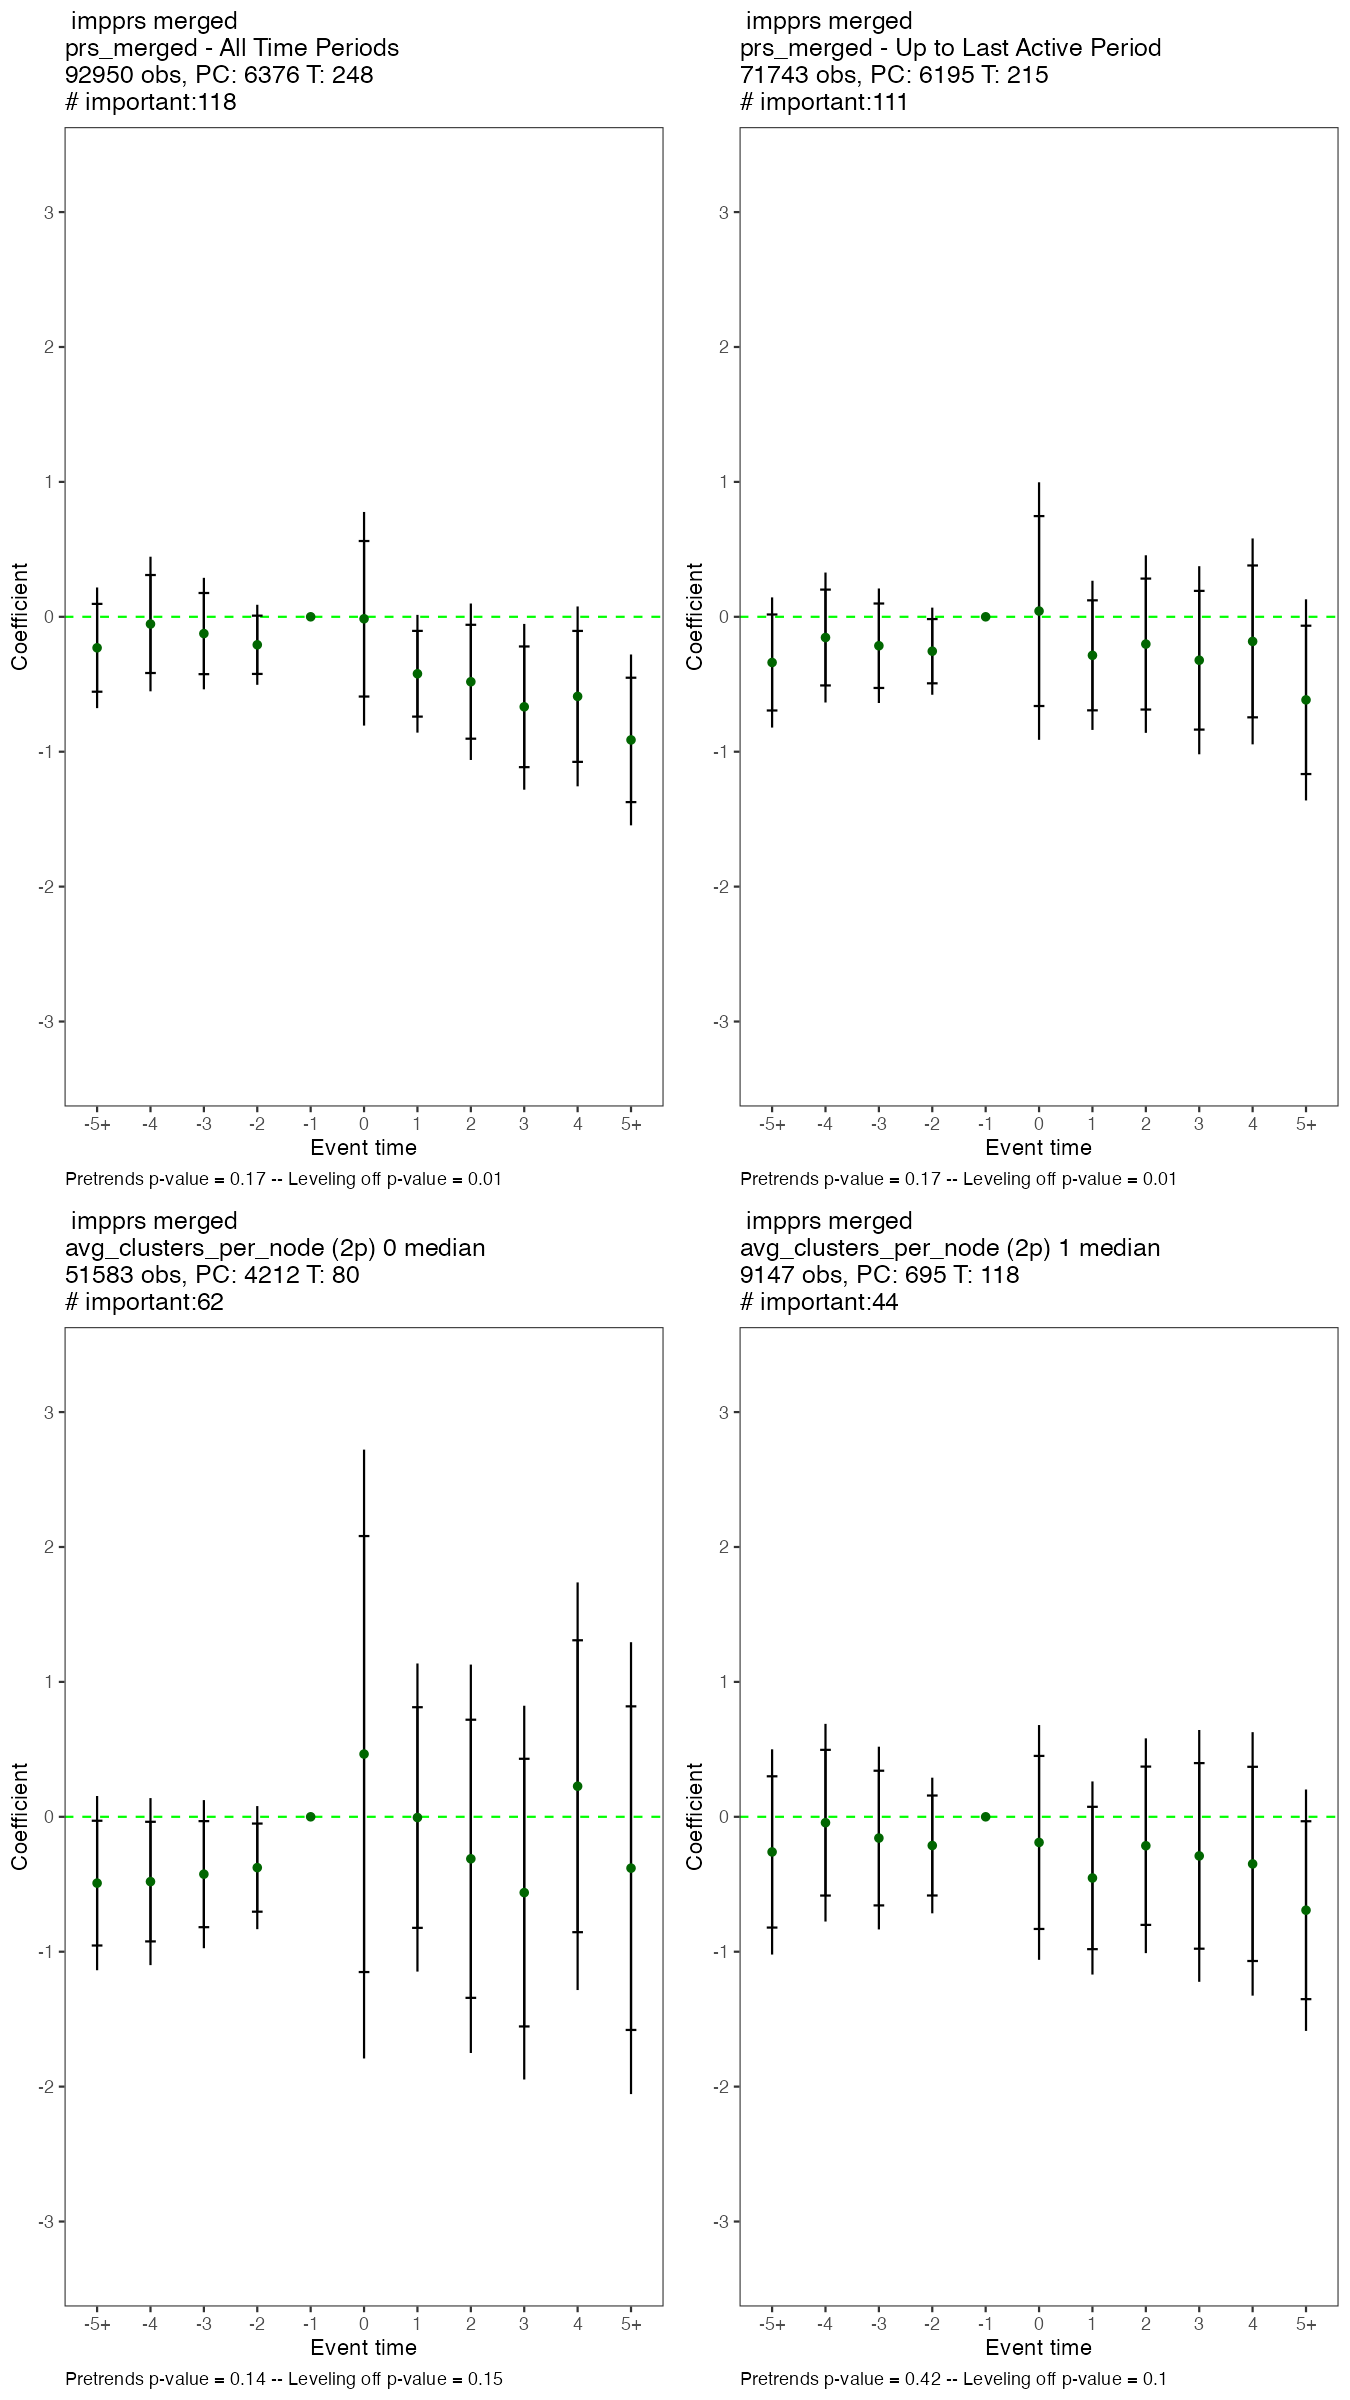 impprs merged
prs_merged - All Time Periods
92950 obs, PC: 6376 T: 248
# important:118
3
2
1
0
-1
-2
-3
Coefficient
-5+ -4 -3 -2 -1 0 1 2 3 4 5+
Event time
Pretrends p-value = 0.17 -- Leveling off p-value = 0.01
impprs merged
prs_merged - Up to Last Active Period
71743 obs, PC: 6195 T: 215
# important:111
3
2
1
0
-1
-2
-3
Coefficient
-5+ -4 -3 -2 -1 0 1 2 3 4 5+
Event time
Pretrends p-value = 0.17 -- Leveling off p-value = 0.01
impprs merged
avg_clusters_per_node (2p) 0 median
51583 obs, PC: 4212 T: 80
# important:62
3
2
1
0
-1
-2
-3
Coefficient
-5+ -4 -3 -2 -1 0 1 2 3 4 5+
Event time
Pretrends p-value = 0.14 -- Leveling off p-value = 0.15
impprs merged
avg_clusters_per_node (2p) 1 median
9147 obs, PC: 695 T: 118
# important:44
3
2
1
0
-1
-2
-3
Coefficient
-5+ -4 -3 -2 -1 0 1 2 3 4 5+
Event time
Pretrends p-value = 0.42 -- Leveling off p-value = 0.1